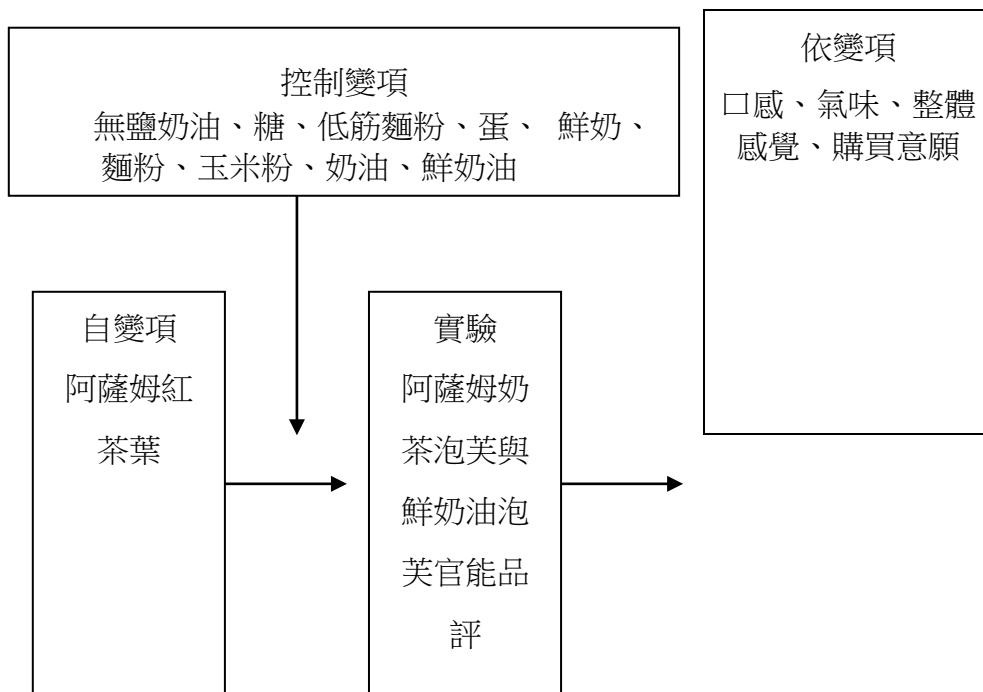 控制變項
無鹽奶油、糖、低筋麵粉、蛋、 鮮奶、
麵粉、玉米粉、奶油、鮮奶油
依變項
口感、氣味、整體
感覺、購買意願
自變項
阿薩姆紅
茶葉
實驗
阿薩姆奶
茶泡芙與
鮮奶油泡
芙官能品
評